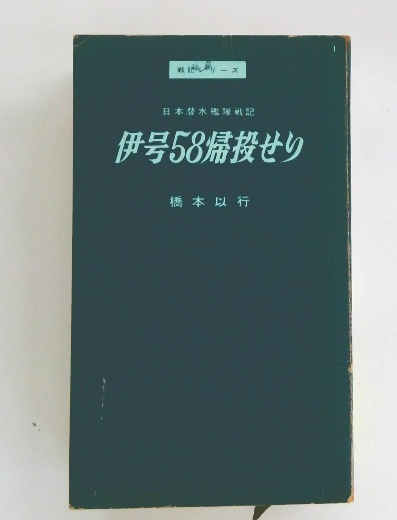 戦記シリーズ
日本潜水艦隊戦記
伊号58帰投せり
橋本以行